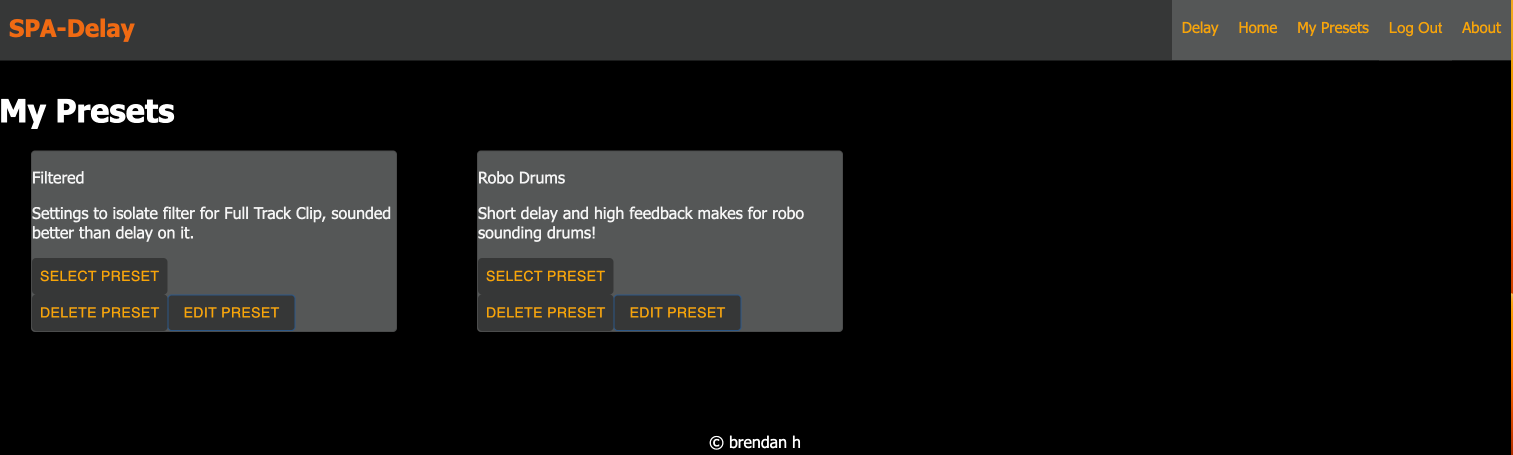 SPA-Delay
Delay Home My Presets Log Out About
My Presets
Filtered
Settings to isolate filter for Full Track Clip, sounded
better than delay on it.
SELECT PRESET
DELETE PRESET EDIT PRESET
Robo Drums
Short delay and high feedback makes for robo
sounding drums!
SELECT PRESET
DELETE PRESET EDIT PRESET
© brendan h